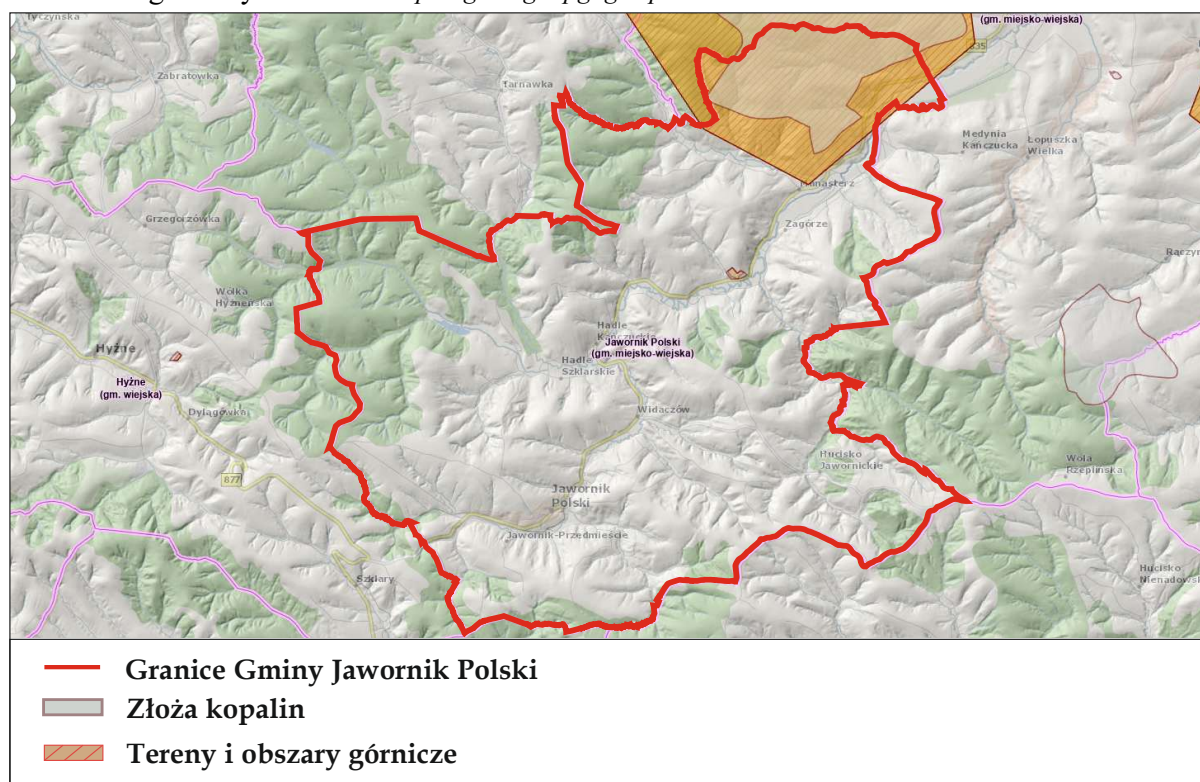 Tyczyńska
(gm. miejsko-wiejska)
835
Zabratówka
Tarnawka
Medynia
Kańczucka
Łopuszka
Wielka
Manasterz
Grzegorzówka
Zagórze
Wólka
Hyżneńska
Hadle
Kańczuckie
Jawornik Polski
(gm. miejsko-wiejska)
Hyżne
Hadle
Szklarskie
Hyżne
(gm. wiejska)
Dylągówka
Widaczów
Hucisko
Jawornickie
Wola
Rzeplińska
877
Jawornik
Polski
Jawornik-Przedmieście
Szklary
Hucisko
Granice Gminy Jawornik Polski
Złoża kopalin
Tereny i obszary górnicze